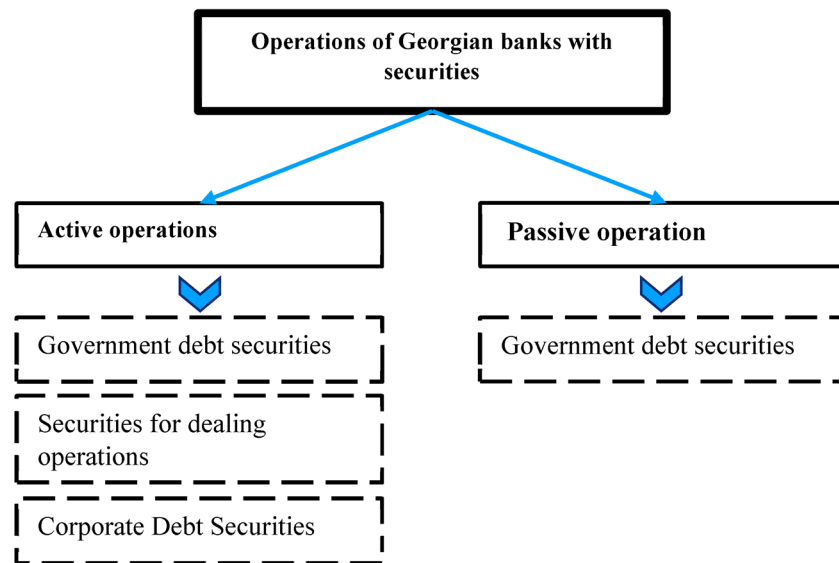 Operations of Georgian banks with
securities
Active operations
Passive operation
Government debt securities
Government debt securities
Securities for dealing
operations
Corporate Debt Securities